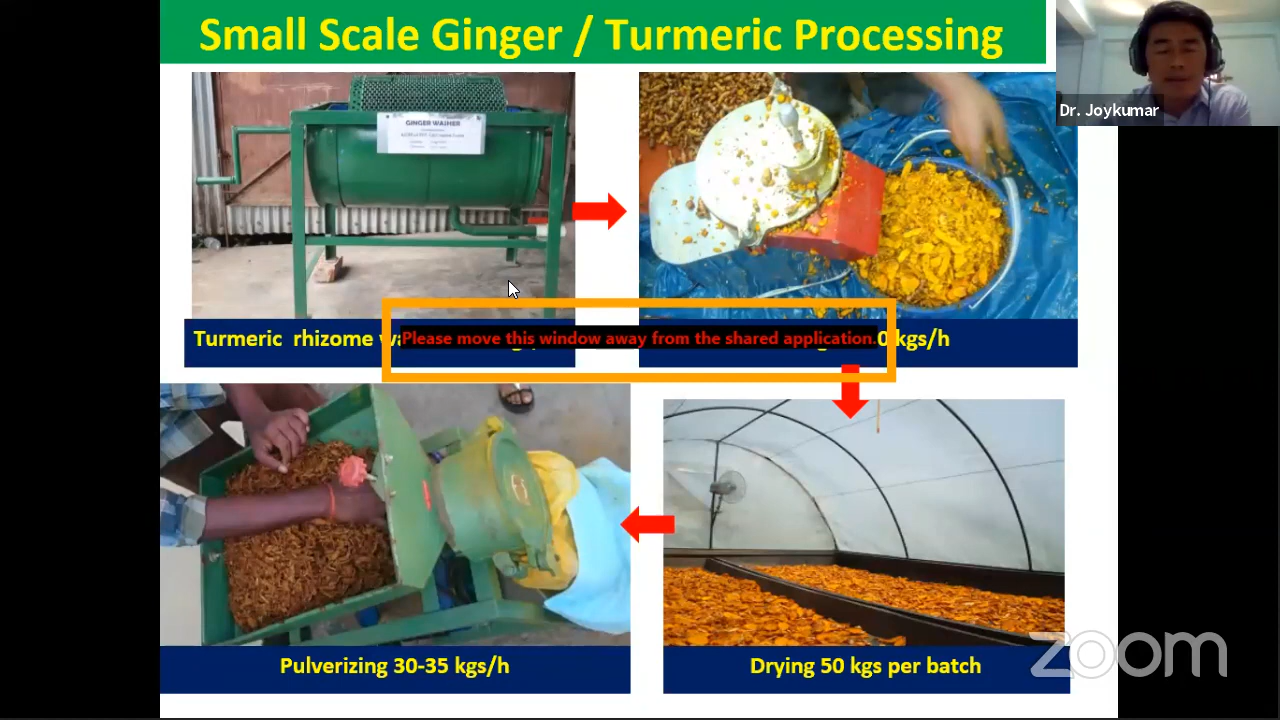 Small Scale Ginger / Turmeric Processing
Dr. Joykumar
GINGER WASHER
Turmeric rhizome
Please move this window away from the shared application.
kgs/h
Pulverizing 30-35 kgs/h
Drying 50 kgs per batch
zoom